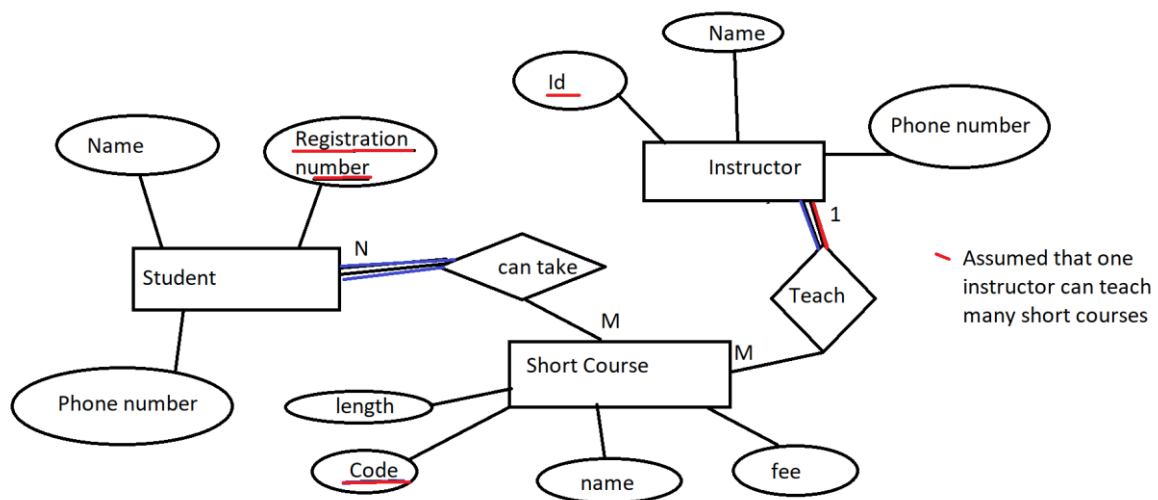 Name
Id
Phone number
Registration
number
Name
Instructor
1
N
Student
can take
Assumed that one
instructor can teach
many short courses
Teach
M
M
Short Course
Phone number
length
Code
name
fee